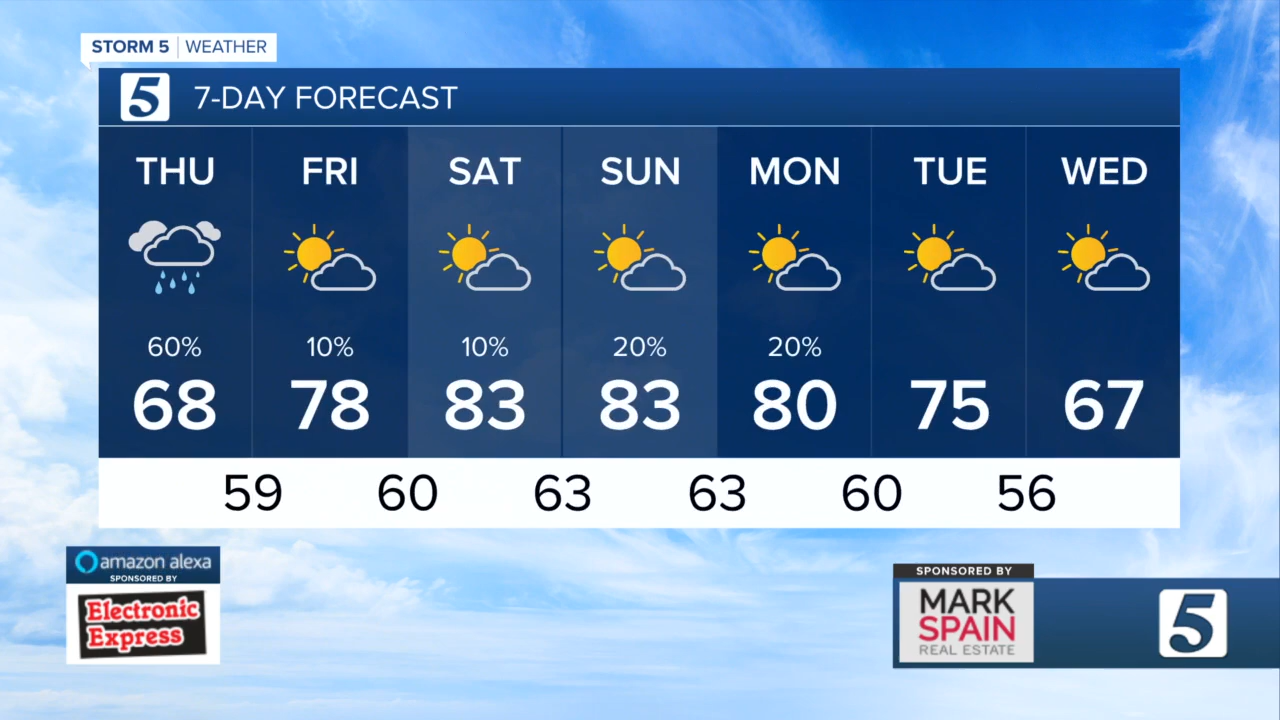 STORM 5 | WEATHER
5 7-DAY FORECAST
THU FRI SAT SUN MON TUE WED
60% 10% 10% 20% 20%
68 78 83 83 80 75 67
59 60 63 63 60 56
amazon alexa
SPONSORED BY
Electronic
Express
SPONSORED BY
MARK
SPAIN
REAL ESTATE
5